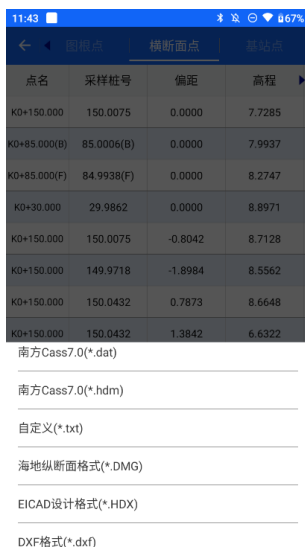 11:43 67%
图根点 横断面点 基站点
点名 采样桩号 偏距 高程
K0+150.000 150.0075 0.0000 7.7285
K0+85.000(B) 85.0006(B) 0.0000 7.9937
K0+85.000(F) 84.9938(F) 0.0000 8.2747
K0+30.000 29.9862 0.0000 8.8971
K0+150.000 150.0075 -0.8042 8.7128
K0+150.000 149.9718 -1.8984 8.5562
K0+150.000 150.0432 0.7873 8.6648
K0+150.000 150.0432 1.3842 6.6322
南方Cass7.0(*.dat)
南方Cass7.0(*.hdm)
自定义(*.txt)
海地纵断面格式(*.DMG)
EICAD设计格式(*.HDX)
DXF格式(*.dxf)